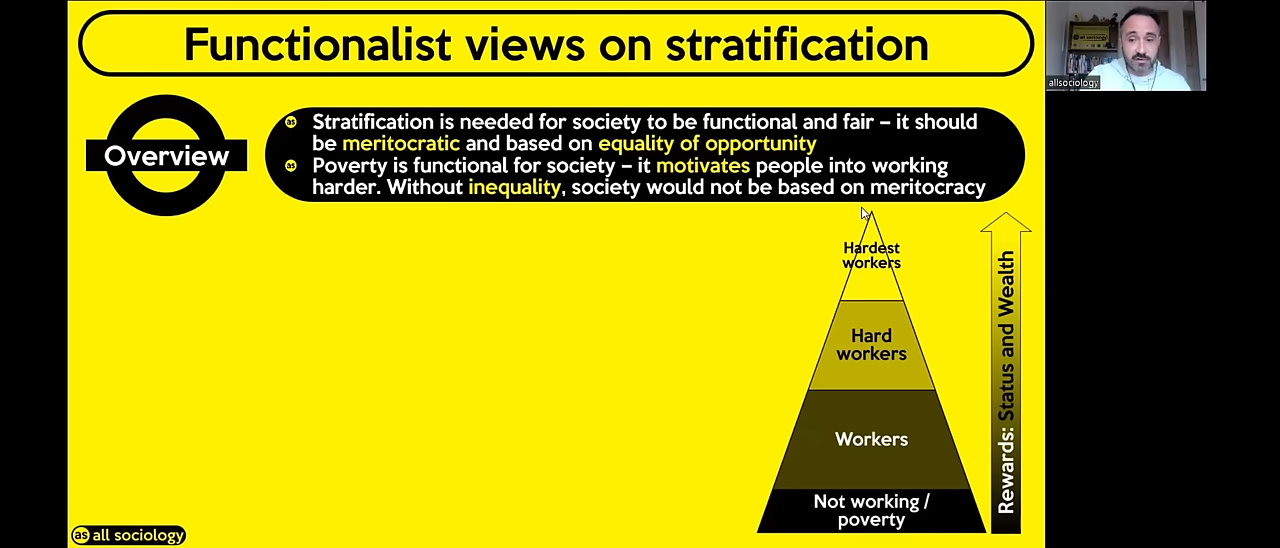 Functionalist views on stratification
allsociology
Overview
Stratification is needed for society to be functional and fair – it should
be meritocratic and based on equality of opportunity
Poverty is functional for society – it motivates people into working
harder. Without inequality, society would not be based on meritocracy
Hardest
workers
Hard
workers
Workers
Not working /
poverty
Rewards: Status and Wealth
as all sociology